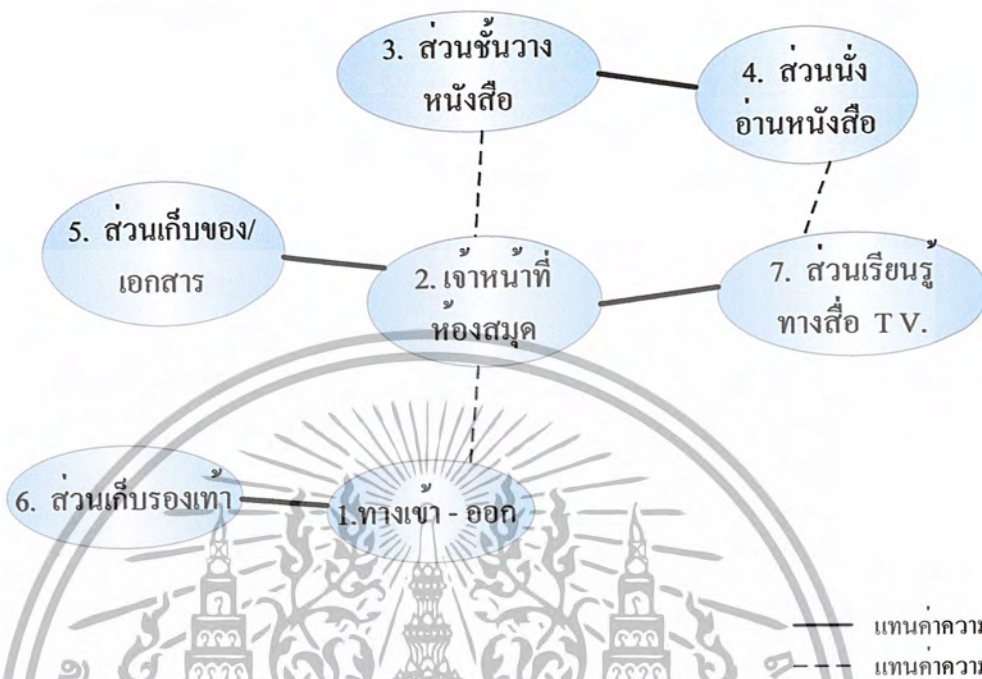 3. ส่วนชั้นวาง
หนังสือ
4. ส่วนนั่ง
อ่านหนังสือ
5. ส่วนเก็บของ/
เอกสาร
2. เจ้าหน้าที่
ห้องสมุด
7. ส่วนเรียนรู้
ทางสื่อ T V.
6. ส่วนเก็บรองเท้า
1.ทางเข้า - ออก
แทนค่าความ
แทนค่าความ